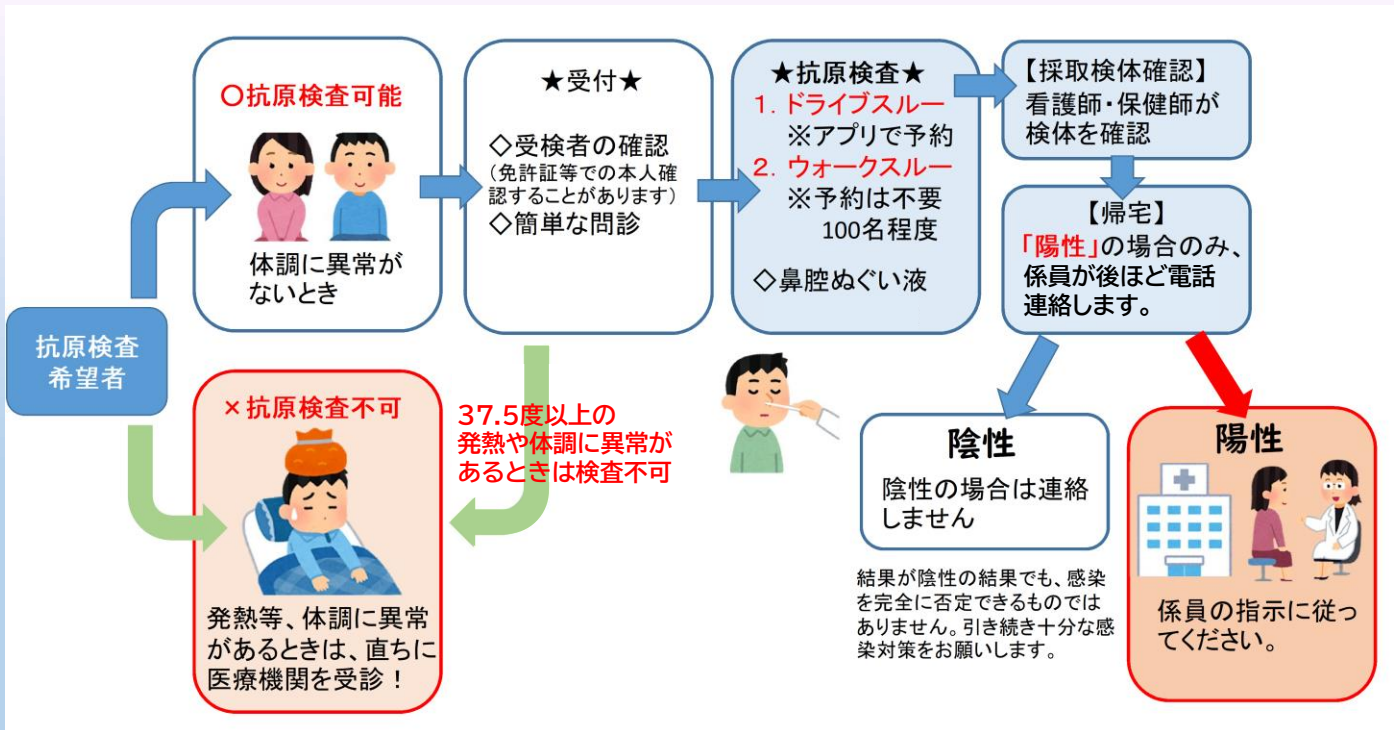 抗原検査
希望者
○抗原検査可能
体調に異常が
ないとき
×抗原検査不可
発熱等、体調に異常
があるときは、直ちに
医療機関を受診！
★受付★
◇受検者の確認
（免許証等での本人確
認することがあります）
◇簡単な問診
37.5度以上の
発熱や体調に異常が
あるときは検査不可
★抗原検査★
1. ドライブスルー
※アプリで予約
2. ウォークスルー
※予約は不要
100名程度
◇鼻腔ぬぐい液
【採取検体確認】
看護師・保健師が
検体を確認
【帰宅】
「陽性」の場合のみ、
係員が後ほど電話
連絡します。
陰性
陰性の場合は連絡
しません
結果が陰性の結果でも、感染
を完全に否定できるものでは
ありません。引き続き十分な感
染対策をお願いします。
陽性
係員の指示に従っ
てください。